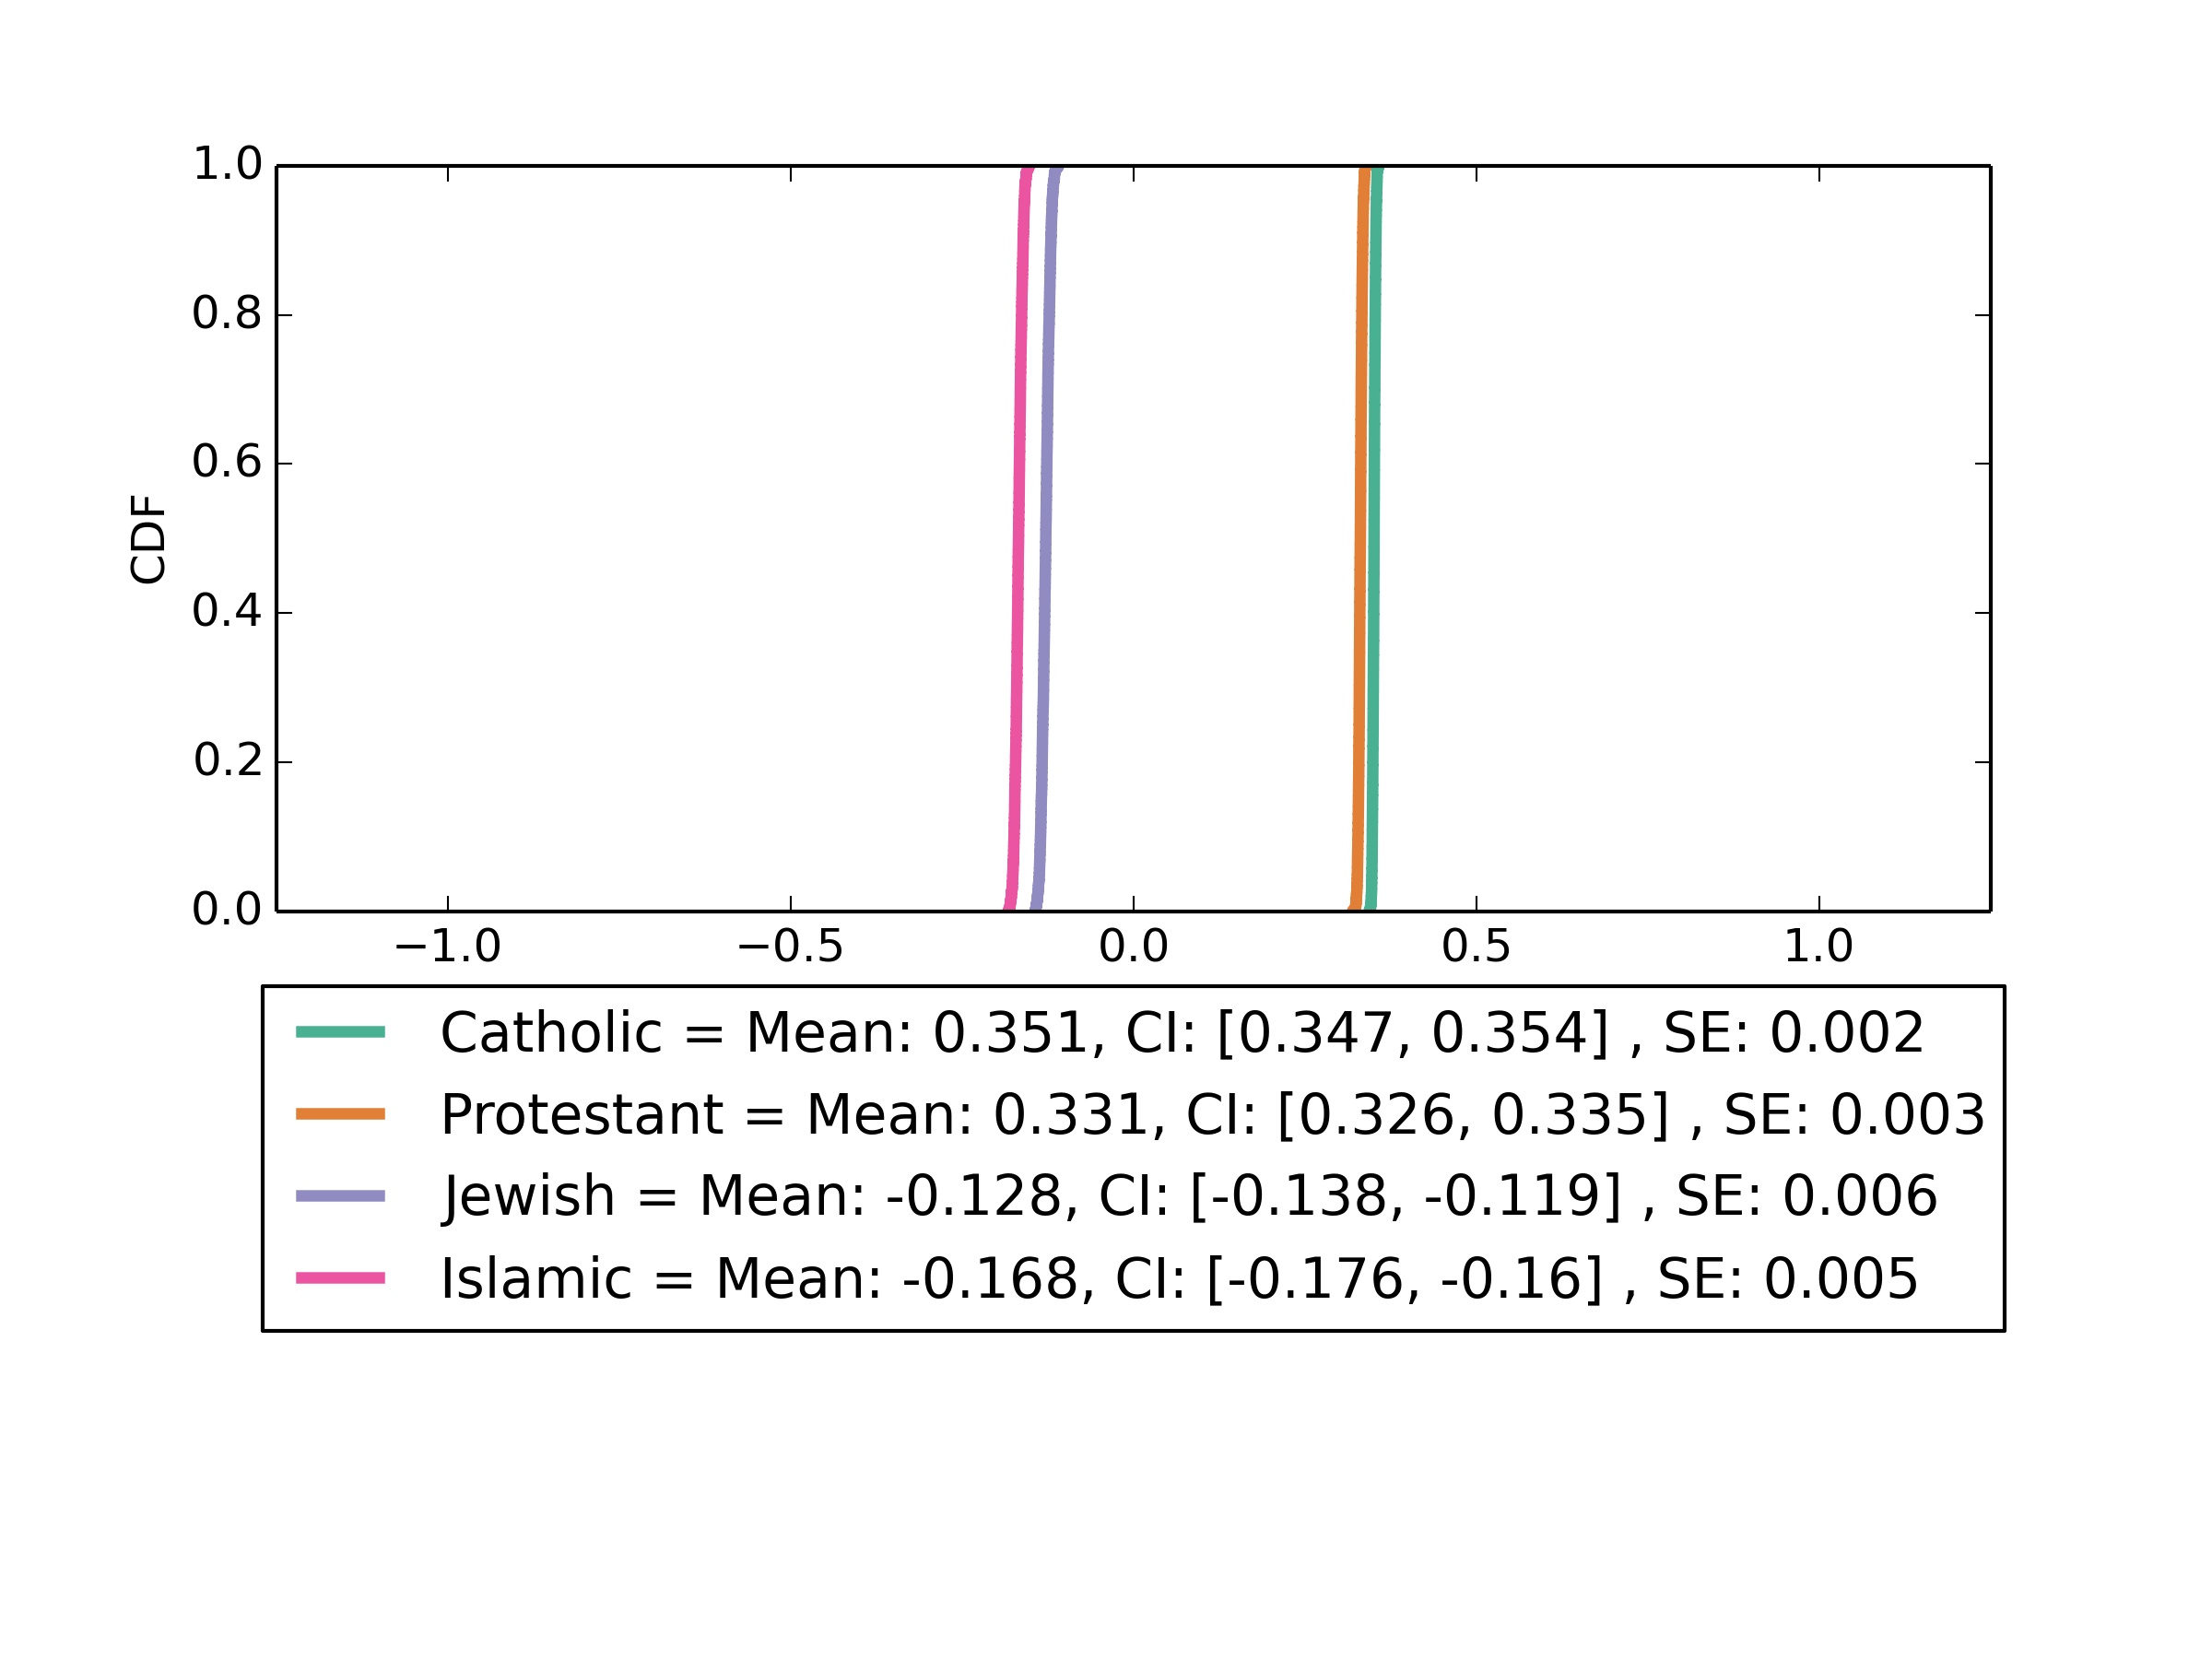 1.0
0.8
0.6
0.4
0.2
0.0
CDF
−1.0 −0.5 0.0 0.5 1.0
Catholic = Mean: 0.351, CI: [0.347, 0.354] , SE: 0.002
Protestant = Mean: 0.331, CI: [0.326, 0.335] , SE: 0.003
Jewish = Mean: -0.128, CI: [-0.138, -0.119] , SE: 0.006
Islamic = Mean: -0.168, CI: [-0.176, -0.16] , SE: 0.005